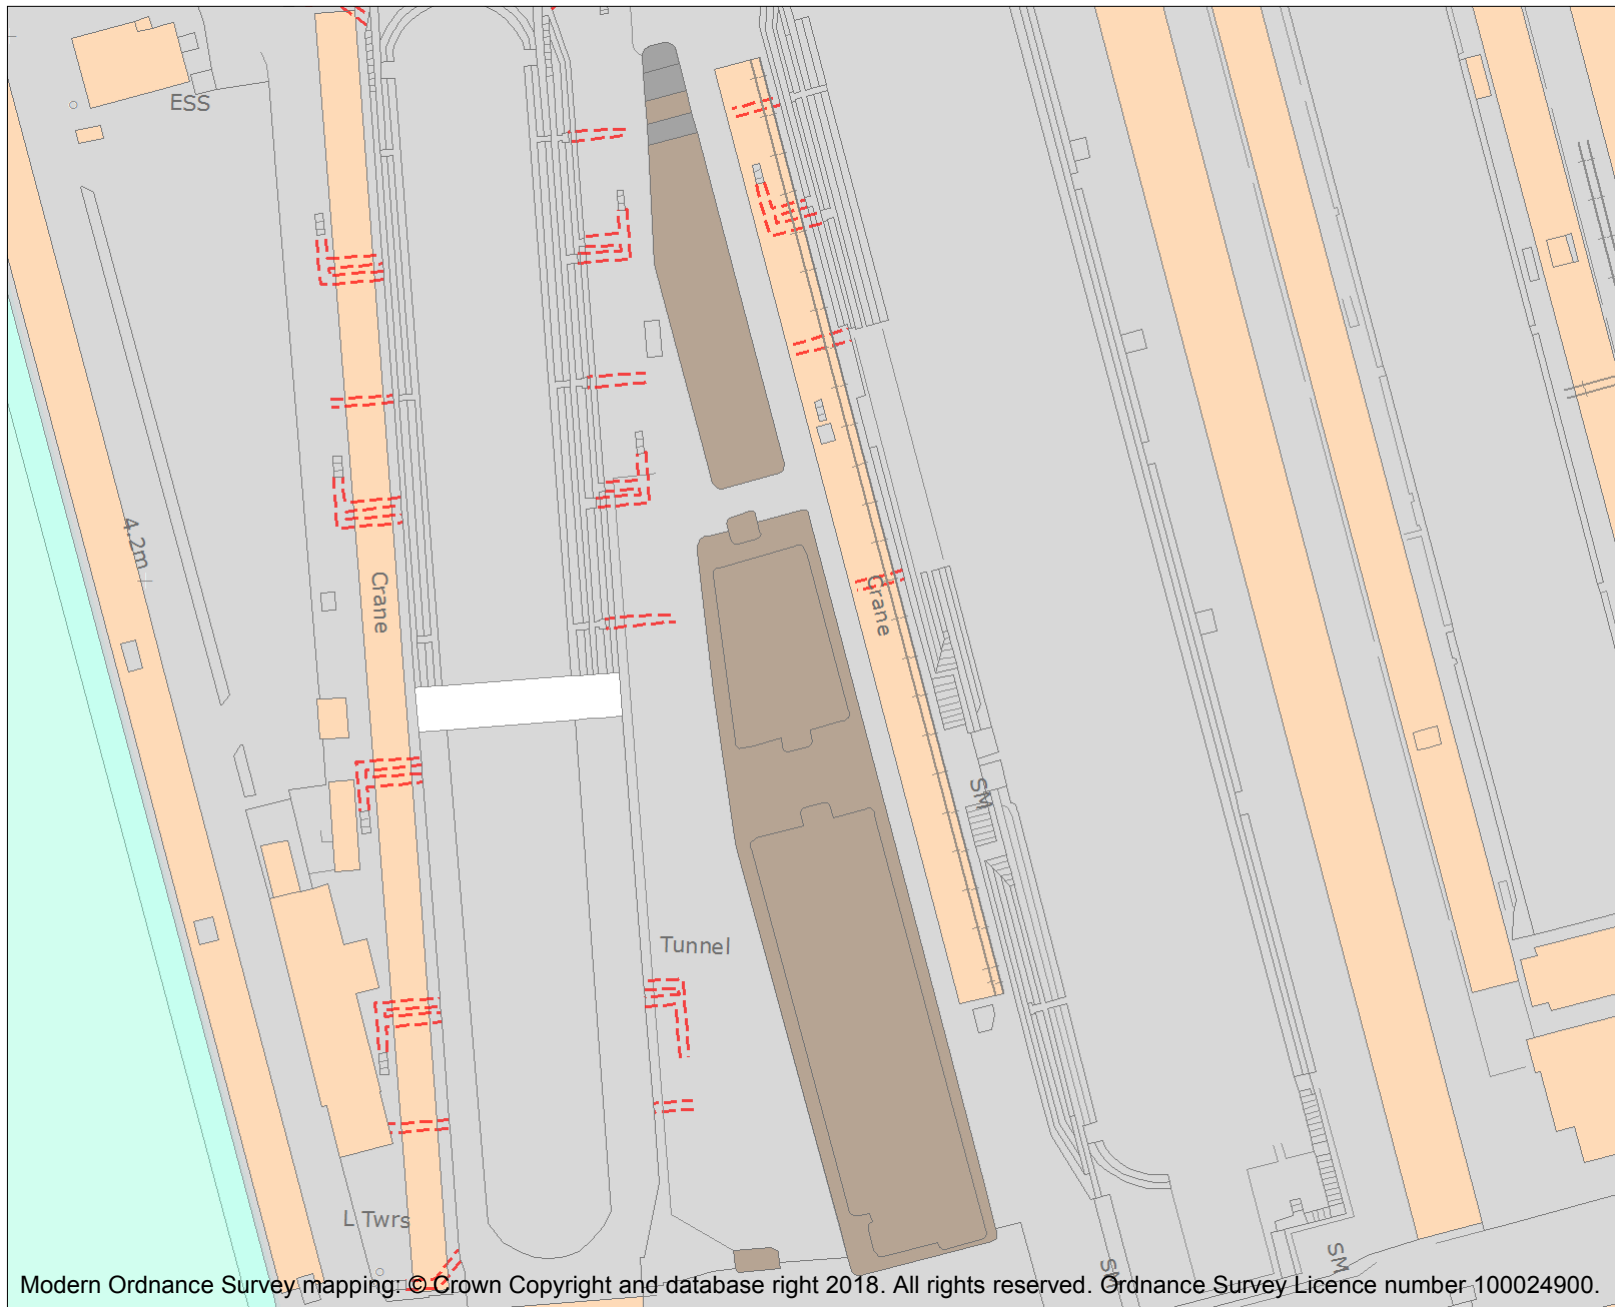 ESS
4.2m
Crane
Crane
SM
Tunnel
L Twrs
SM
SM
Modern Ordnance Survey mapping: © Crown Copyright and database right 2018. All rights reserved. Ordnance Survey Licence number 100024900.